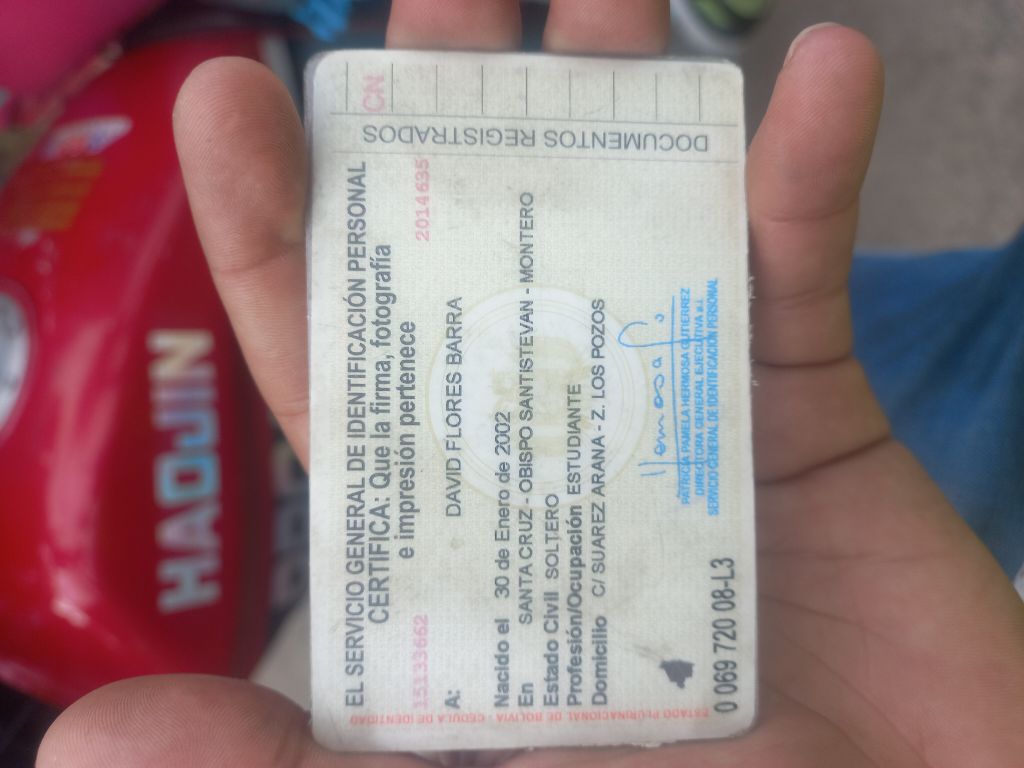 EL SERVICIO GENERAL DE IDENTIFICACIÓN PERSONAL
CERTIFICA: Que la firma, fotografía
e impresión pertenece
15133662 2014635
A: DAVID FLORES BARRA
Nacido el 30 de Enero de 2002
En SANTA CRUZ - OBISPO SANTISTEVAN - MONTERO
Estado Civil SOLTERO
Profesión/Ocupación ESTUDIANTE
Domicilio C/ SUAREZ ARANA - Z. LOS POZOS
PATRICIA PAMELA HERMOSA GUTIERREZ
DIRECTORA GENERAL EJECUTIVA a.i.
SERVICIO GENERAL DE IDENTIFICACIÓN PERSONAL
0 069 720 08-L3
ESTADO PLURINACIONAL DE BOLIVIA - CÉDULA DE IDENTIDAD
DOCUMENTOS REGISTRADOS
CN
HAOJIN